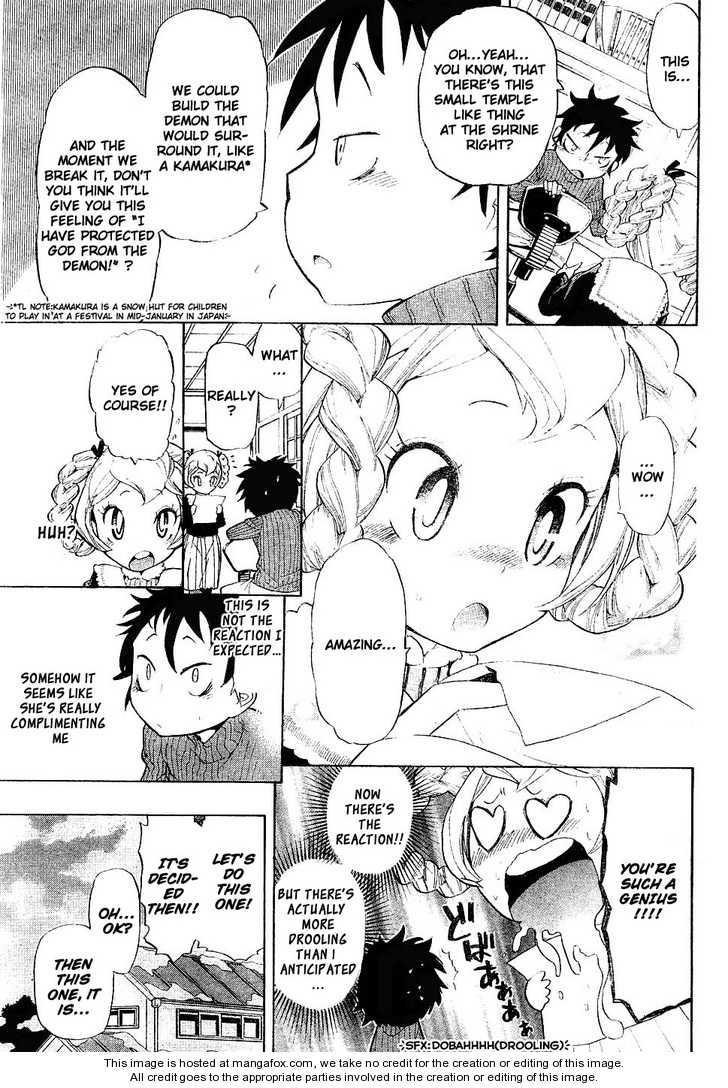 THIS
IS...
OH...YEAH...
YOU KNOW, THAT
THERE'S THIS
SMALL TEMPLE-
LIKE THING
AT THE SHRINE
RIGHT?
WE COULD
BUILD THE
DEMON THAT
WOULD SUR-
ROUND IT, LIKE
A KAMAKURA*
AND THE
MOMENT WE
BREAK IT, DON'T
YOU THINK IT'LL
GIVE YOU THIS
FEELING OF "I
HAVE PROTECTED
GOD FROM THE
DEMON!" ?
*TL NOTE:KAMAKURA IS A SNOW HUT FOR CHILDREN
TO PLAY IN AT A FESTIVAL IN MID-JANUARY IN JAPAN
...
WOW
...
AMAZING...
WHAT
...
REALLY
?
YES OF
COURSE!!
HUH?
THIS IS
NOT THE
REACTION I
EXPECTED...
SOMEHOW IT
SEEMS LIKE
SHE'S REALLY
COMPLIMENTING
ME
YOU'RE
SUCH A
GENIUS
!!!!
NOW
THERE'S
THE
REACTION!!
BUT THERE'S
ACTUALLY
MORE
DROOLING
THAN I
ANTICIPATED
...
どばぁぁぁぁ
SFX:DOBAHHHH(DROOLING)
LET'S
DO THIS
ONE!
IT'S
DECID-
ED
THEN!!
OH...
OK?
THEN
THIS
ONE, IT
IS...
This image is hosted at mangafox.com, we take no credit for the creation or editing of this image.
All credit goes to the appropriate parties involved in the creation or editing of this image.